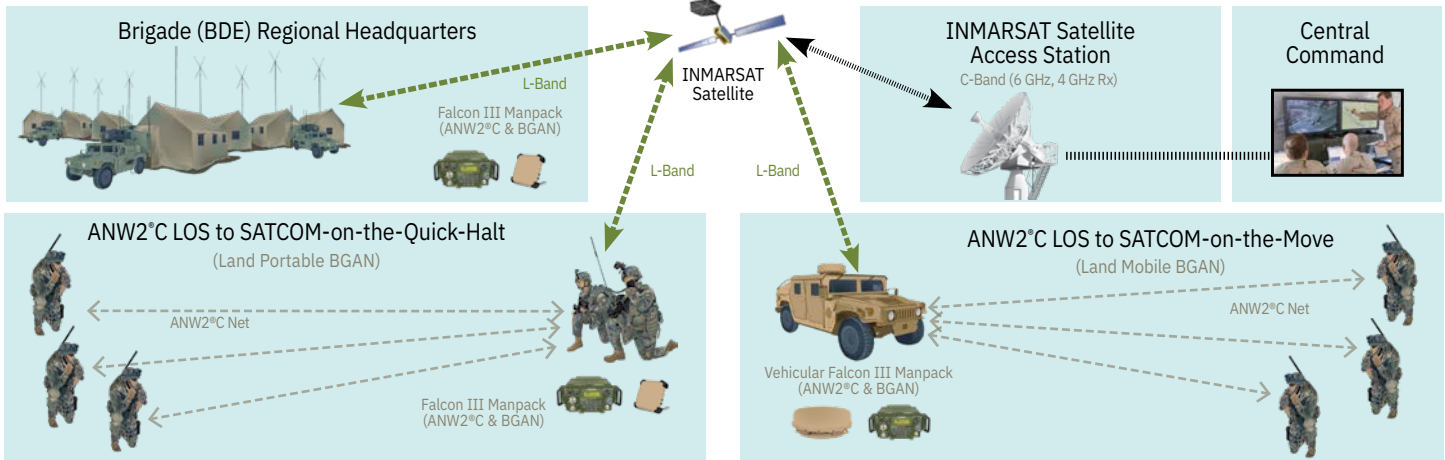 Brigade (BDE) Regional Headquarters
L-Band
Falcon III Manpack
(ANW2®C & BGAN)
INMARSAT
Satellite
INMARSAT Satellite
Access Station
C-Band (6 GHz, 4 GHz Rx)
Central
Command
L-Band
L-Band
ANW2®C LOS to SATCOM-on-the-Quick-Halt
(Land Portable BGAN)
ANW2®C Net
Falcon III Manpack
(ANW2®C & BGAN)
ANW2®C LOS to SATCOM-on-the-Move
(Land Mobile BGAN)
ANW2®C Net
Vehicular Falcon III Manpack
(ANW2®C & BGAN)